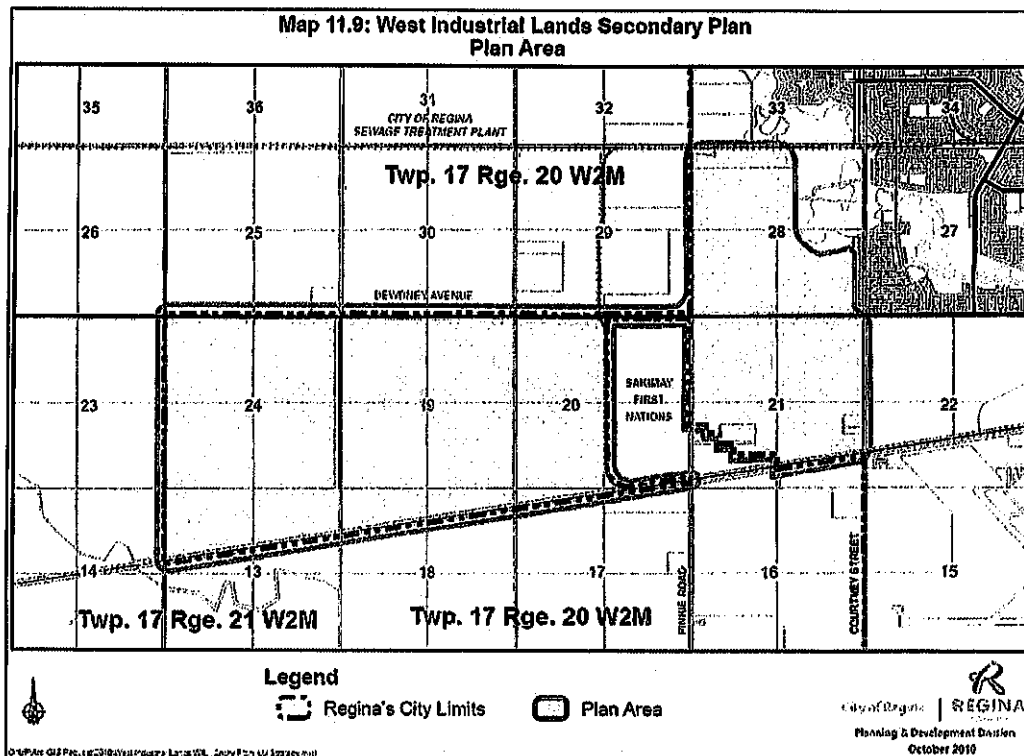 Map 11.9: West Industrial Lands Secondary Plan
Plan Area
35
36
31
32
33
34
CITY OF REGINA
SEWAGE TREATMENT PLANT
Twp. 17 Rge. 20 W2M
26
25
30
29
28
27
DEWDNEY AVENUE
23
24
19
20
SAKIMAY
FIRST
NATIONS
21
22
14
13
18
17
16
15
PINKIE ROAD
COURTNEY STREET
Twp. 17 Rge. 21 W2M
Twp. 17 Rge. 20 W2M
Legend
Regina's City Limits
Plan Area
City of Regina
REGINA
Planning & Development Division
October 2010